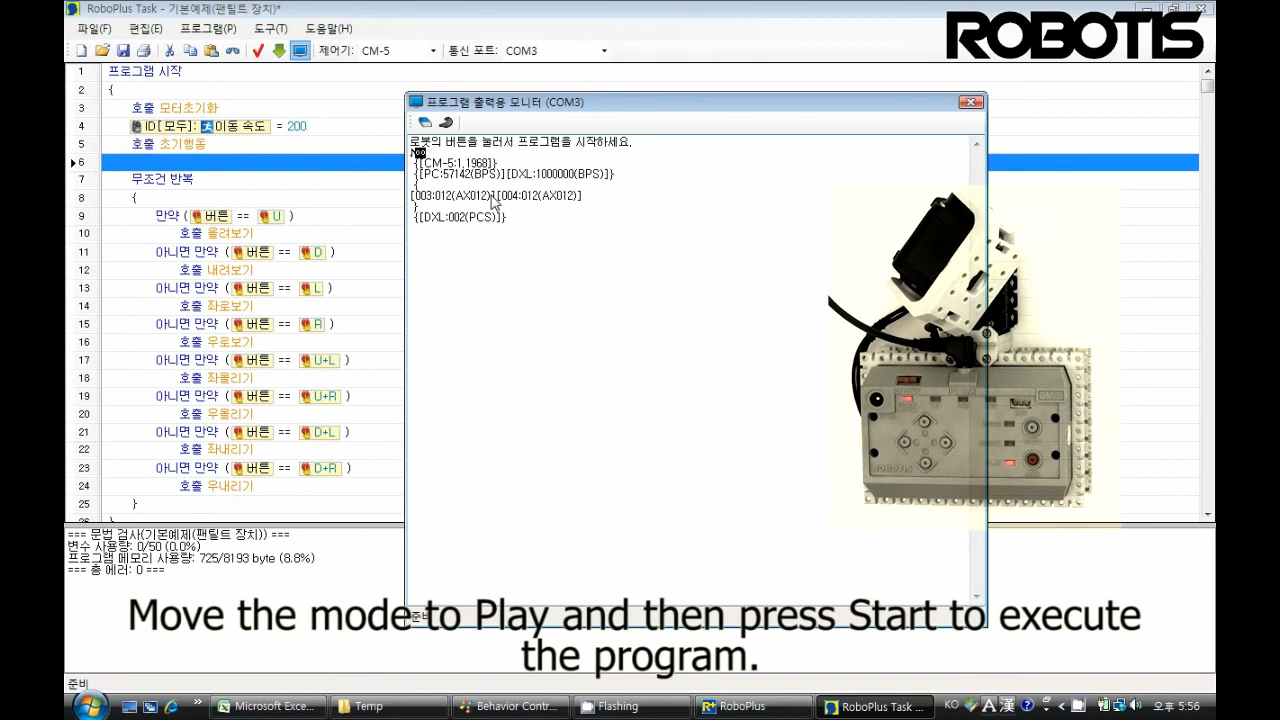 RoboPlus Task - 기본예제(팬틸트 장치)*
ROBOTIS
파일(F) 편집(E) 프로그램(P) 도구(T) 도움말(H)
제어기: CM-5 통신 포트: COM3
1 프로그램 시작
2 {
3 호출 모터초기화
4 ID[모두]: 이동 속도 = 200
5 호출 초기행동
6
7 무조건 반복
8 {
9 만약 ( 버튼 == U )
10 호출 올려보기
11 아니면 만약 ( 버튼 == D )
12 호출 내려보기
13 아니면 만약 ( 버튼 == L )
14 호출 좌로보기
15 아니면 만약 ( 버튼 == R )
16 호출 우로보기
17 아니면 만약 ( 버튼 == U+L )
18 호출 좌올리기
19 아니면 만약 ( 버튼 == U+R )
20 호출 우올리기
21 아니면 만약 ( 버튼 == D+L )
22 호출 좌내리기
23 아니면 만약 ( 버튼 == D+R )
24 호출 우내리기
25 }
프로그램 출력용 모니터 (COM3)
로봇의 버튼을 눌러서 프로그램을 시작하세요.
{[CM-5:1,1968]}
{[PC:57142(BPS)][DXL:1000000(BPS)]}
{
[003:012(AX012)][004:012(AX012)]
}
{[DXL:002(PCS)]}
준비
CM-5
ROBOTIS
=== 문법 검사(기본예제(팬틸트 장치)) ===
변수 사용량: 0/50 (0.0%)
프로그램 메모리 사용량: 725/8193 byte (8.8%)
=== 총 에러: 0 ===
Move the mode to Play and then press Start to execute
the program.
준비
Microsoft Exce... Temp Behavior Contr... Flashing RoboPlus RoboPlus Task ... KO A 漢 오후 5:56